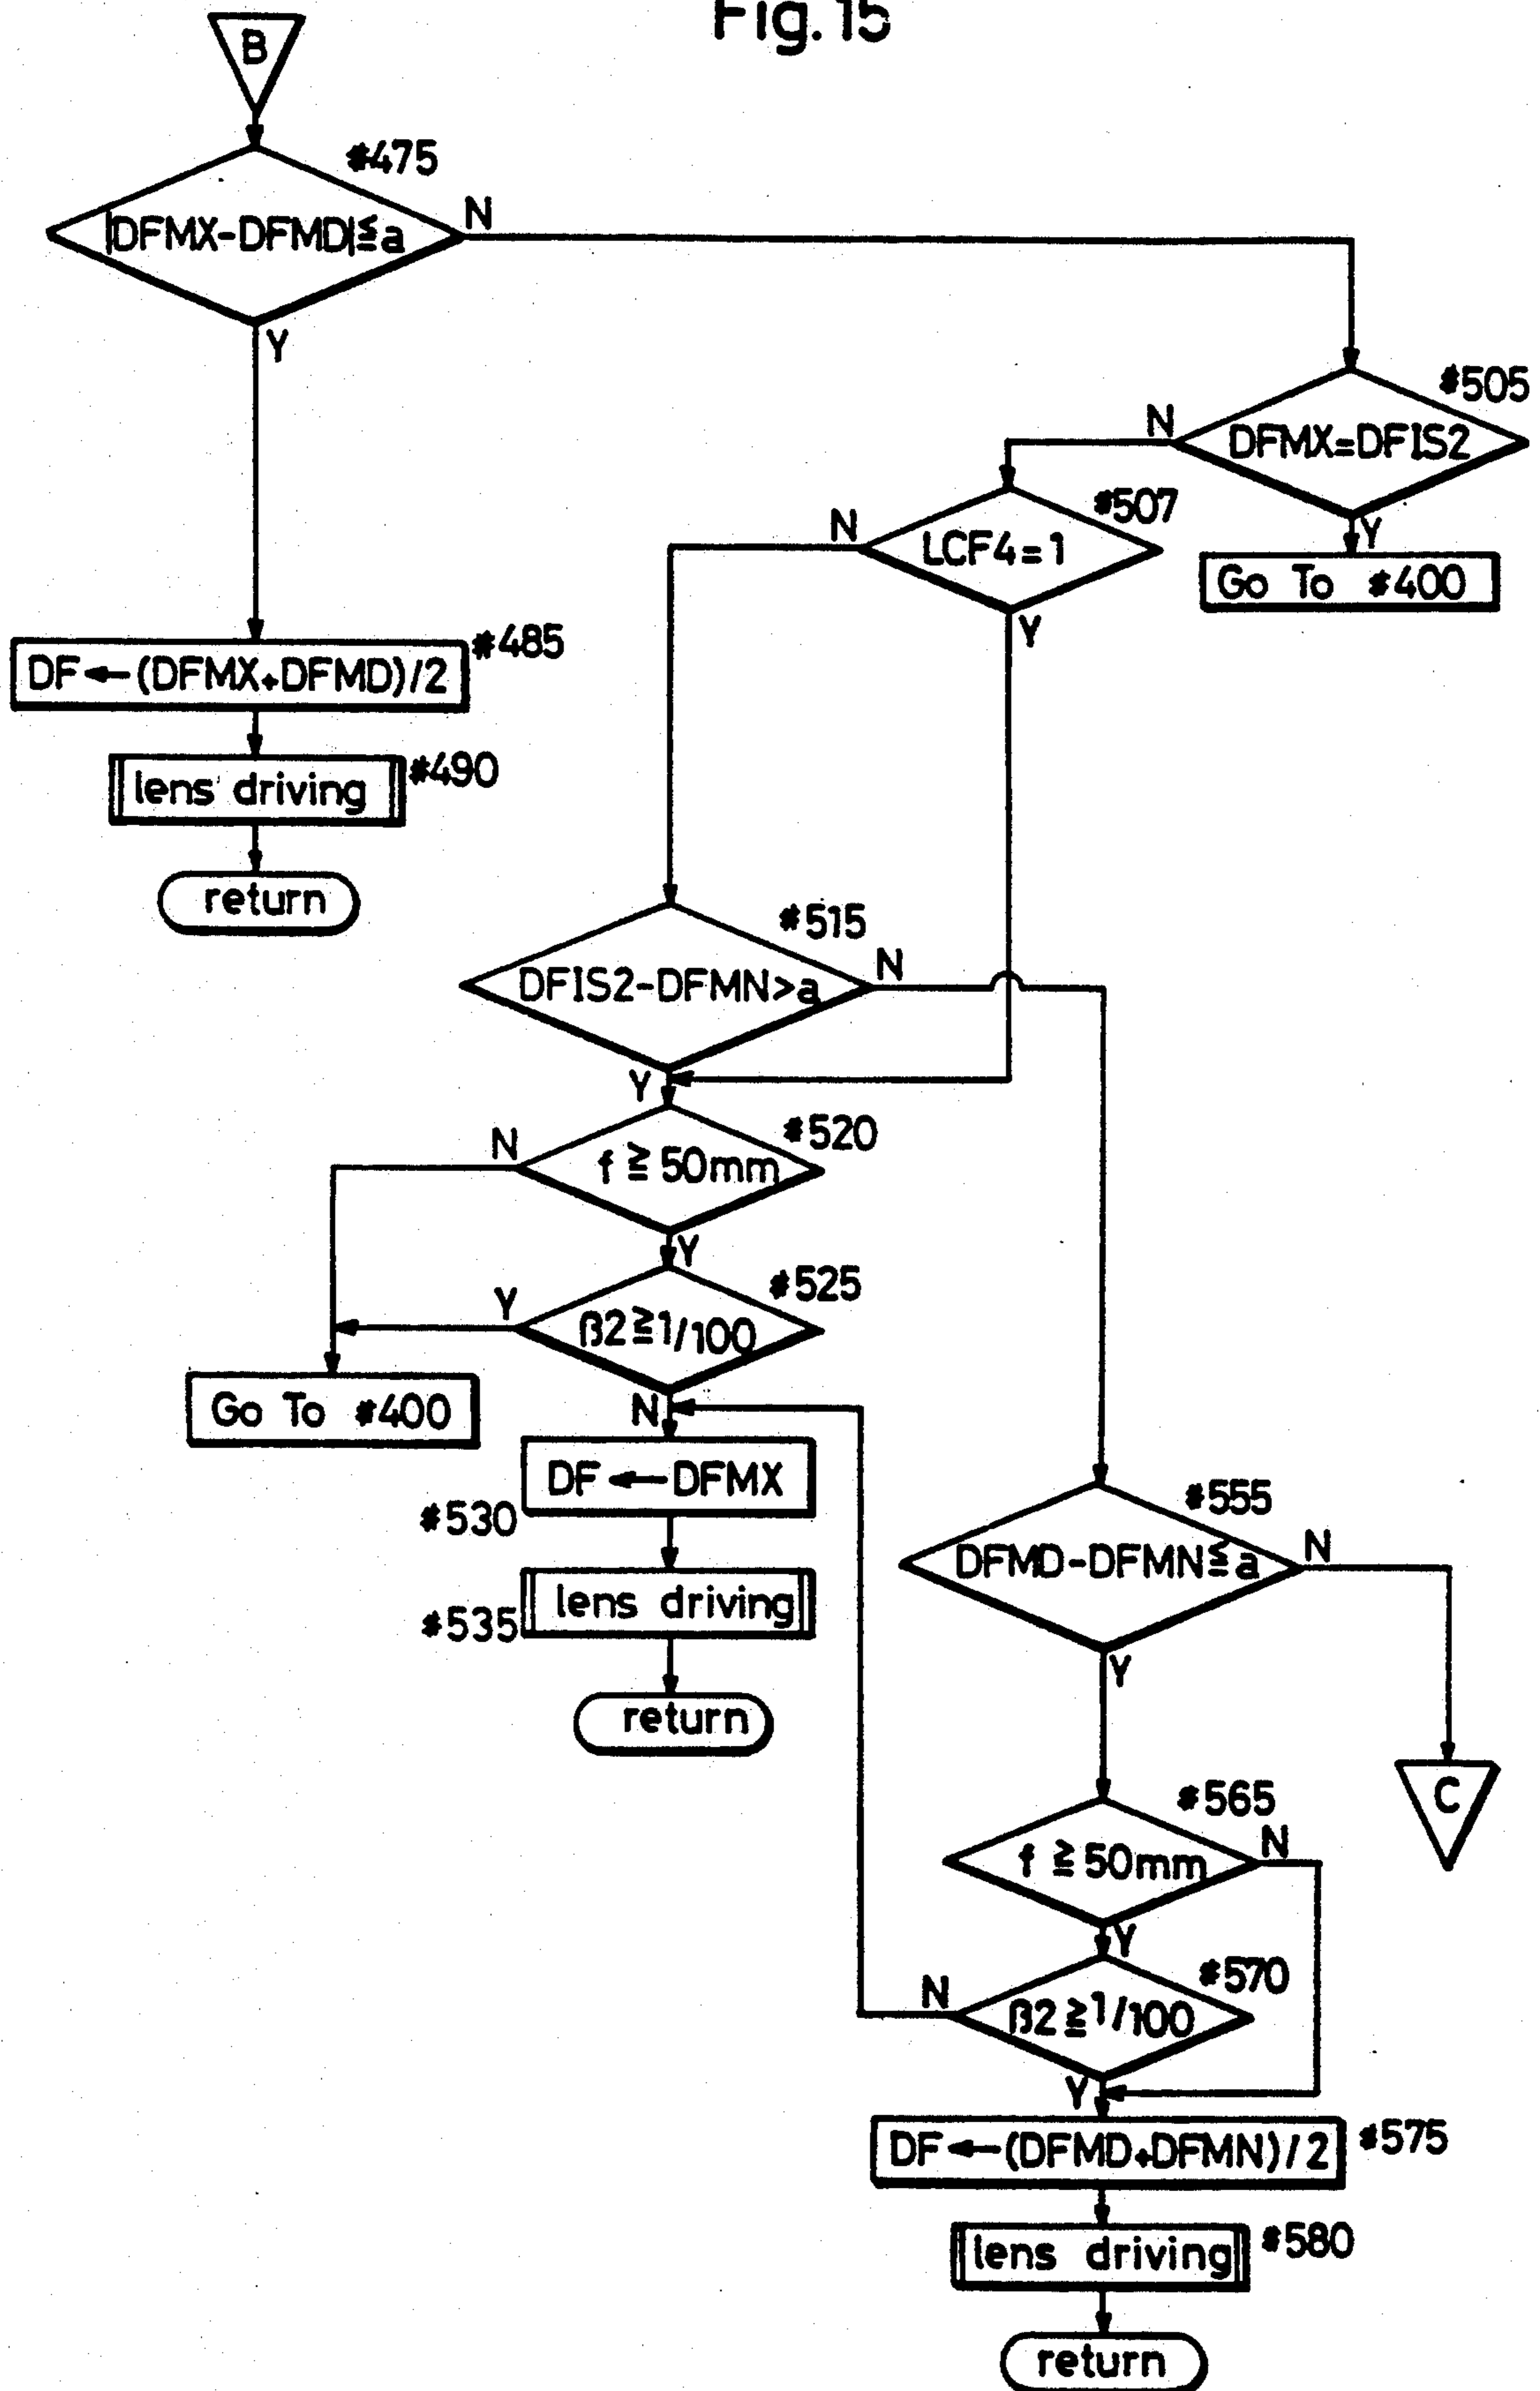 Fig. 15
B
#475
|DFMX-DFMD|≦a
N
Y
#505
DFMX=DFIS2
N
Y
Go To #400
#507
LCF4=1
N
Y
#485
DF←(DFMX+DFMD)/2
lens driving
#490
return
#515
DFIS2-DFMN>a
N
Y
#520
f≧50mm
N
Y
#525
β2≧1/100
Y
N
Go To #400
DF←DFMX
#530
lens driving
#535
return
#555
DFMD-DFMN≦a
N
Y
C
#565
f≧50mm
N
Y
#570
β2≧1/100
N
Y
DF←(DFMD+DFMN)/2
#575
lens driving
#580
return